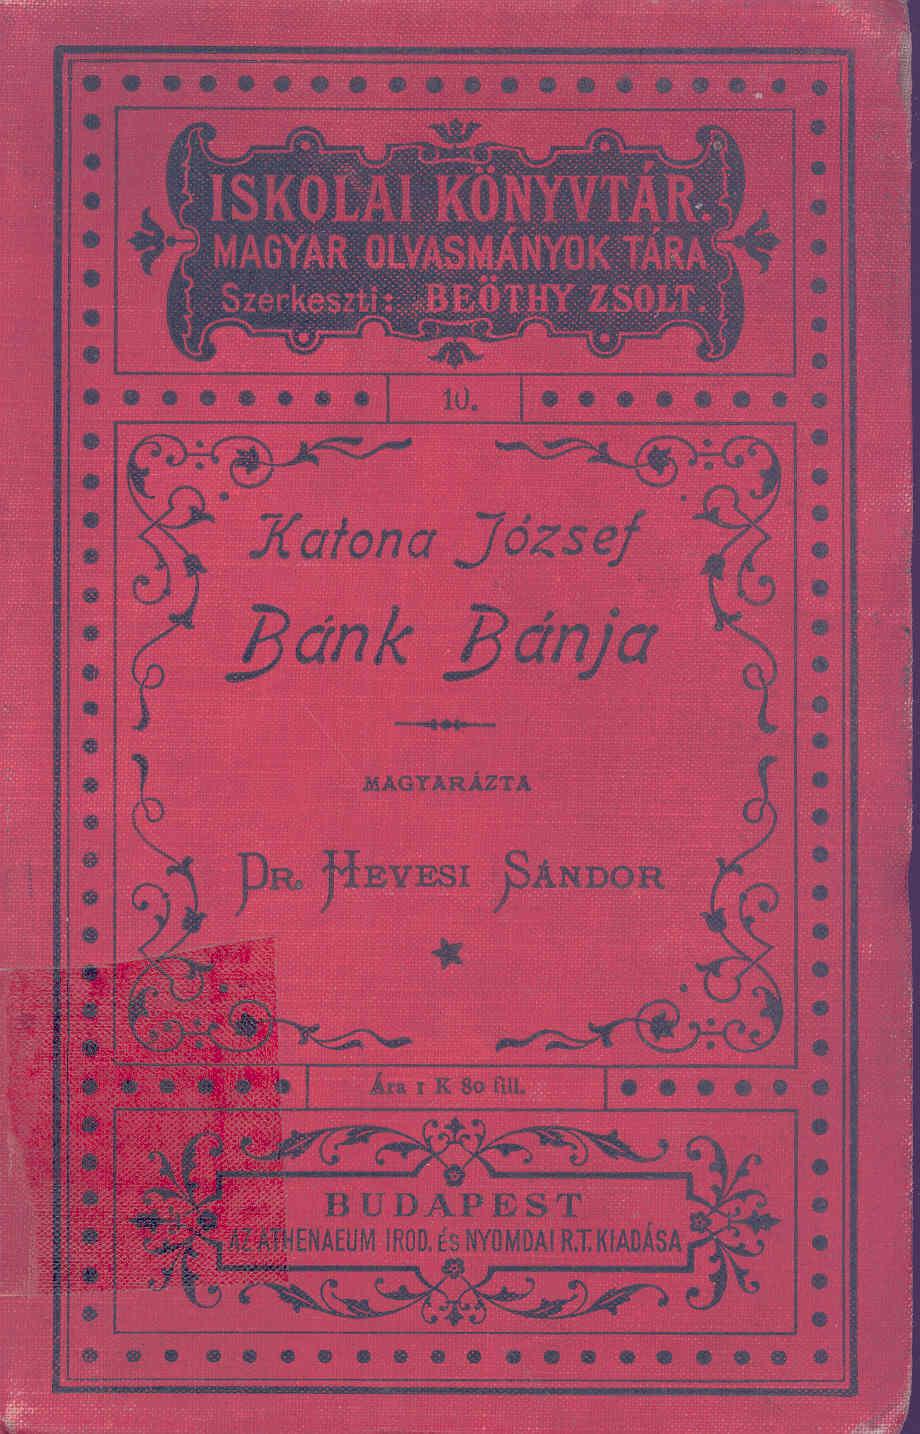 ISKOLAI KÖNYVTÁR.
MAGYAR OLVASMÁNYOK TÁRA
Szerkeszti: BEÖTHY ZSOLT.
10.
Katona József
Bánk Bánja
MAGYARÁZTA
DR. HEVESI SÁNDOR
Ára 1 K 80 fill.
BUDAPEST
AZ ATHENAEUM IROD. ÉS NYOMDAI R.T. KIADÁSA